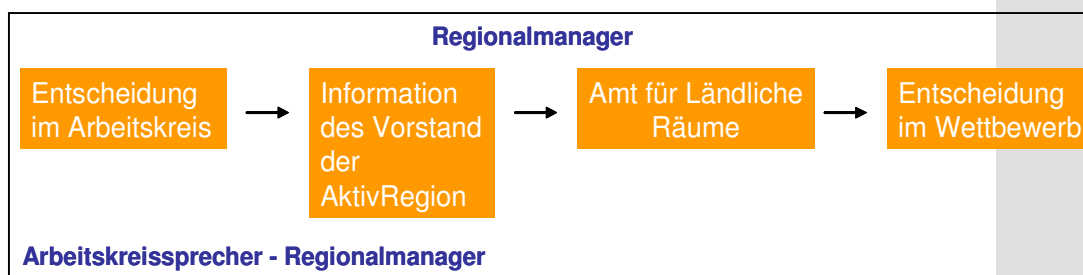 Regionalmanager
Entscheidung
im Arbeitskreis
Information
des Vorstand
der
AktivRegion
Amt für Ländliche
Räume
Entscheidung
im Wettbewerb
Arbeitskreissprecher - Regionalmanager